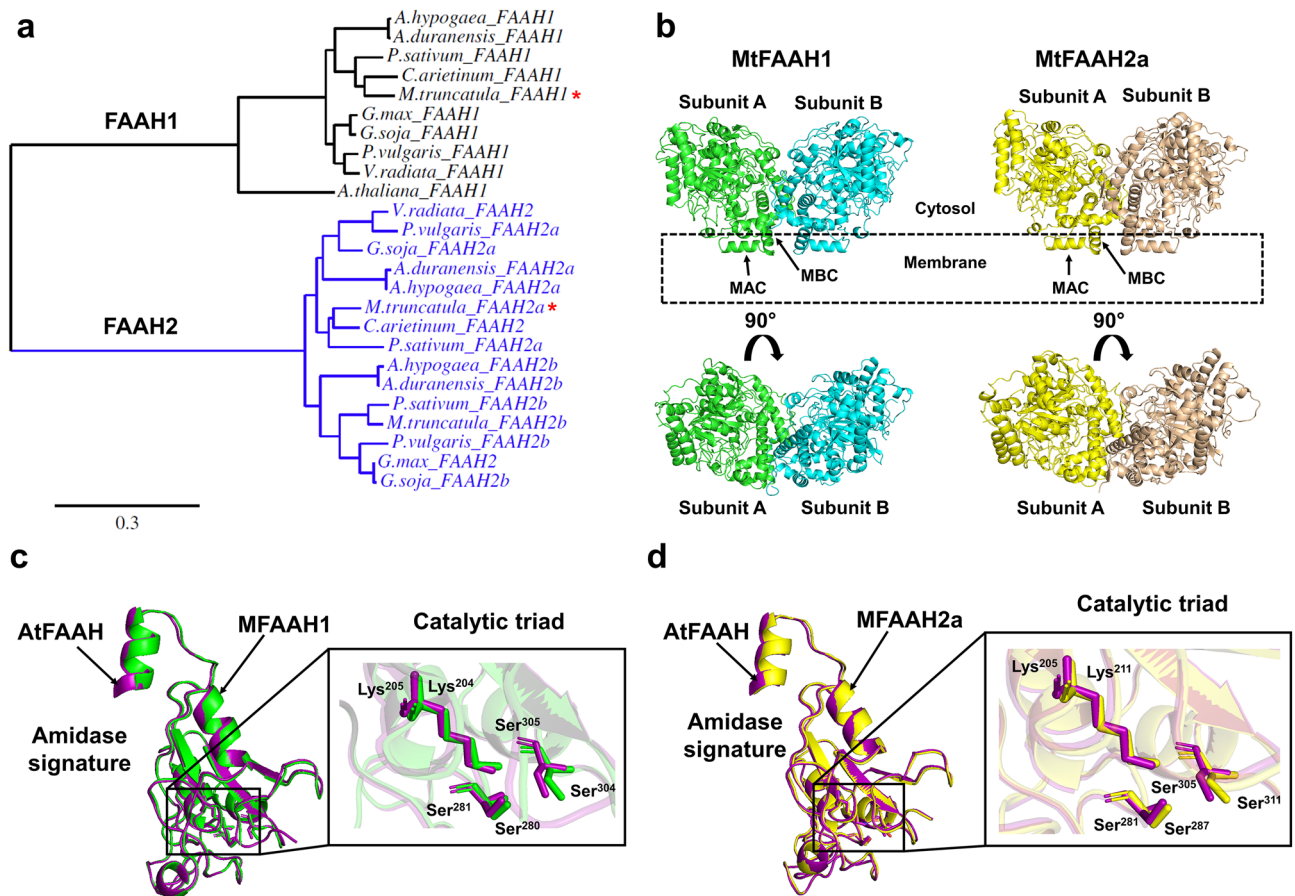 a
A.hypogaea_FAAH1
A.duranensis_FAAH1
P.sativum_FAAH1
C.arietinum_FAAH1
M.truncatula_FAAH1 *
FAAH1
G.max_FAAH1
G.soja_FAAH1
P.vulgaris_FAAH1
V.radiata_FAAH1
A.thaliana_FAAH1
V.radiata_FAAH2
P.vulgaris_FAAH2a
G.soja_FAAH2a
A.duranensis_FAAH2a
A.hypogaea_FAAH2a
M.truncatula_FAAH2a *
FAAH2
C.arietinum_FAAH2
P.sativum_FAAH2a
A.hypogaea_FAAH2b
A.duranensis_FAAH2b
P.sativum_FAAH2b
M.truncatula_FAAH2b
P.vulgaris_FAAH2b
G.max_FAAH2
G.soja_FAAH2b
0.3
b
MtFAAH1
MtFAAH2a
Subunit A
Subunit B
Subunit A
Subunit B
Cytosol
Membrane
MAC
MBC
MAC
MBC
90°
90°
Subunit A
Subunit B
Subunit A
Subunit B
c
AtFAAH
MFAAH1
Catalytic triad
Amidase
signature
Lys205
Lys204
Ser305
Ser304
Ser281
Ser280
d
AtFAAH
MFAAH2a
Catalytic triad
Amidase
signature
Lys205
Lys211
Ser305
Ser311
Ser281
Ser287